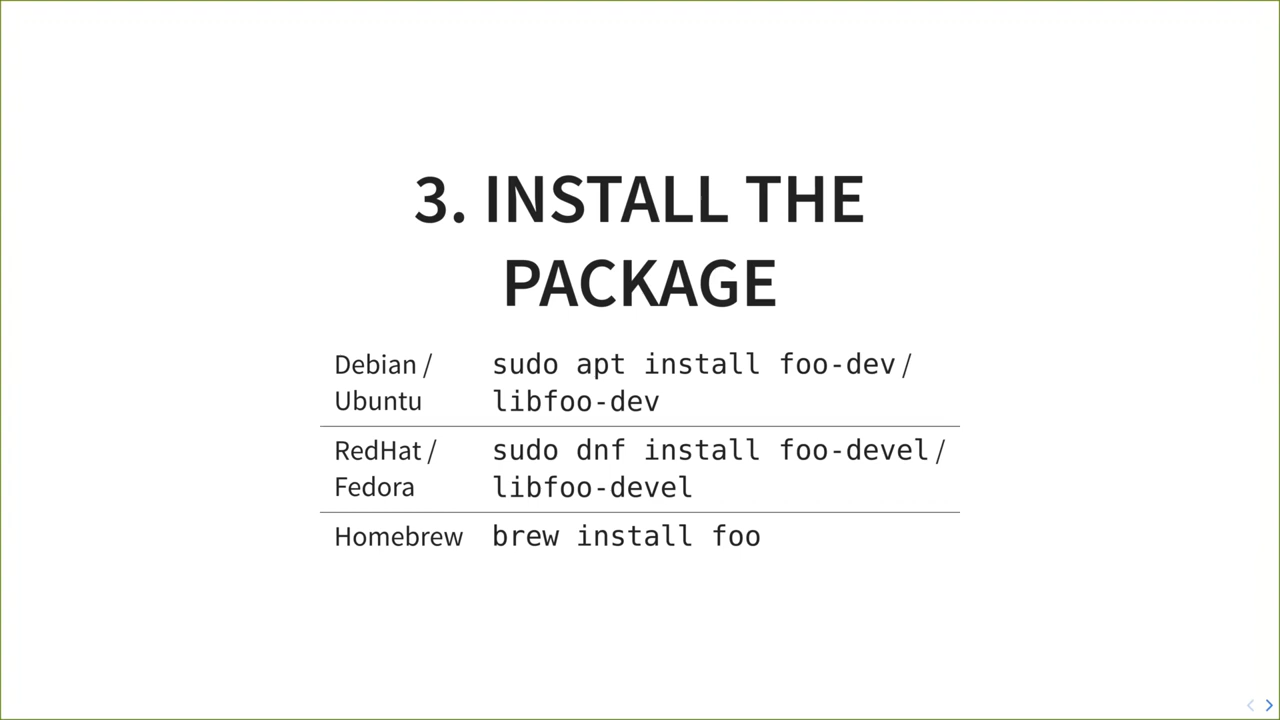 3. INSTALL THE
PACKAGE
Debian /
Ubuntu
sudo apt install foo-dev /
libfoo-dev
RedHat /
Fedora
sudo dnf install foo-devel /
libfoo-devel
Homebrew
brew install foo